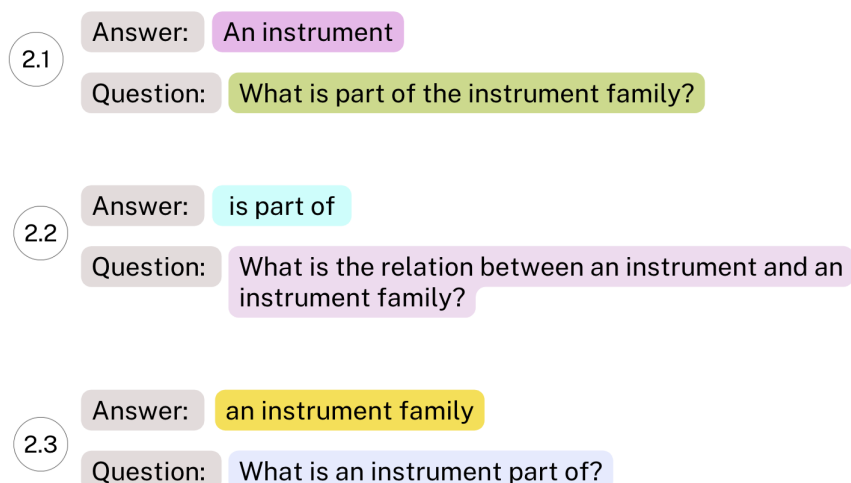 2.1
Answer: An instrument
Question: What is part of the instrument family?
2.2
Answer: is part of
Question: What is the relation between an instrument and an
instrument family?
2.3
Answer: an instrument family
Question: What is an instrument part of?